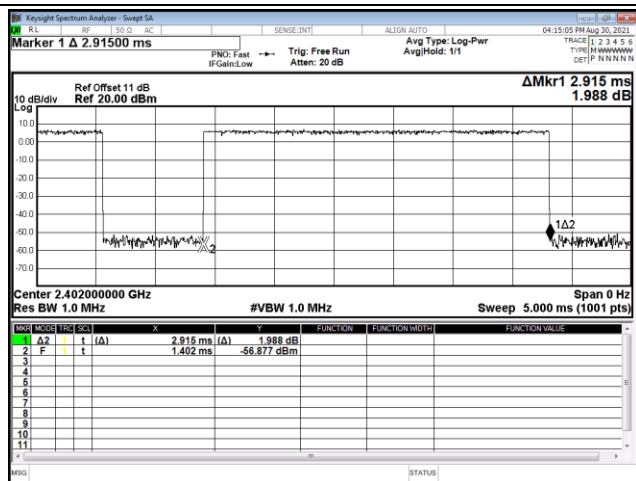 Keysight Spectrum Analyzer - Swept SA
RL RF 50 Ω AC SENSE:INT ALIGN AUTO 04:15:05 PM Aug 30, 2021
Marker 1 Δ 2.91500 ms
PNO: Fast Trig: Free Run Avg Type: Log-Pwr TRACE 1 2 3 4 5 6
IFGain:Low Atten: 20 dB Avg|Hold: 1/1 TYPE M WWWWW
DET P N N N N N
ΔMkr1 2.915 ms
1.988 dB
Ref Offset 11 dB
10 dB/div Ref 20.00 dBm
Log
10.0
0.00
-10.0
-20.0
-30.0
-40.0
-50.0
-60.0
-70.0
1Δ2
2
Center 2.402000000 GHz Span 0 Hz
Res BW 1.0 MHz #VBW 1.0 MHz Sweep 5.000 ms (1001 pts)
MKR MODE TRC SCL X Y FUNCTION FUNCTION WIDTH FUNCTION VALUE
1 Δ2 1 t (Δ) 2.915 ms (Δ) 1.988 dB
2 F 1 t 1.402 ms -56.877 dBm
3
4
5
6
7
8
9
10
11
MSG STATUS